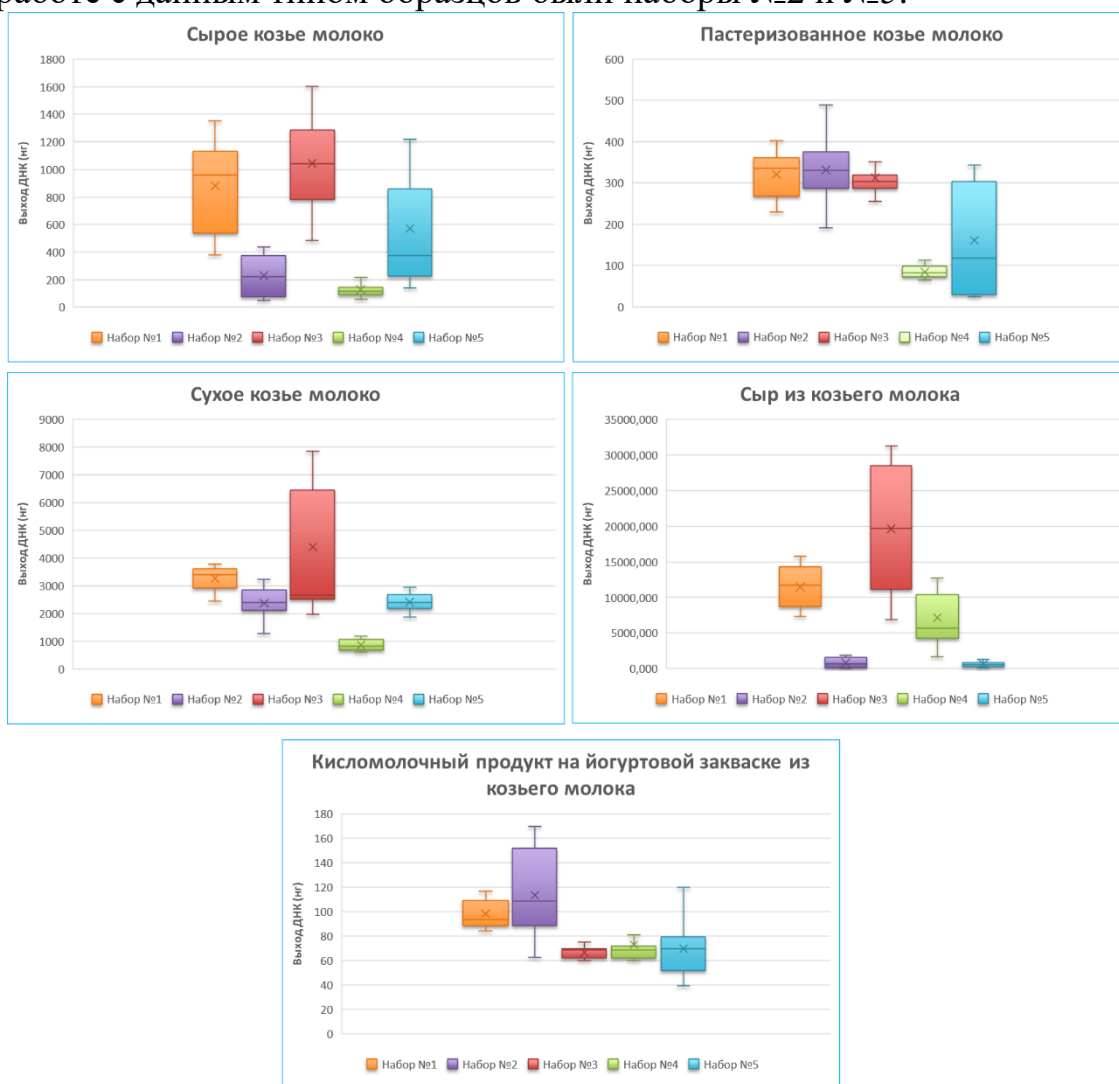 работе с данным типом образцов были наборы №2 и №5.
Сырое козье молоко
Выход ДНК (нг)
1800
1600
1400
1200
1000
800
600
400
200
0
Набор №1 Набор №2 Набор №3 Набор №4 Набор №5
Пастеризованное козье молоко
Выход ДНК (нг)
600
500
400
300
200
100
0
Набор №1 Набор №2 Набор №3 Набор №4 Набор №5
Сухое козье молоко
Выход ДНК (нг)
9000
8000
7000
6000
5000
4000
3000
2000
1000
0
Набор №1 Набор №2 Набор №3 Набор №4 Набор №5
Сыр из козьего молока
Выход ДНК (нг)
35000,000
30000,000
25000,000
20000,000
15000,000
10000,000
5000,000
0,000
Набор №1 Набор №2 Набор №3 Набор №4 Набор №5
Кисломолочный продукт на йогуртовой закваске из
козьего молока
Выход ДНК (нг)
180
160
140
120
100
80
60
40
20
0
Набор №1 Набор №2 Набор №3 Набор №4 Набор №5